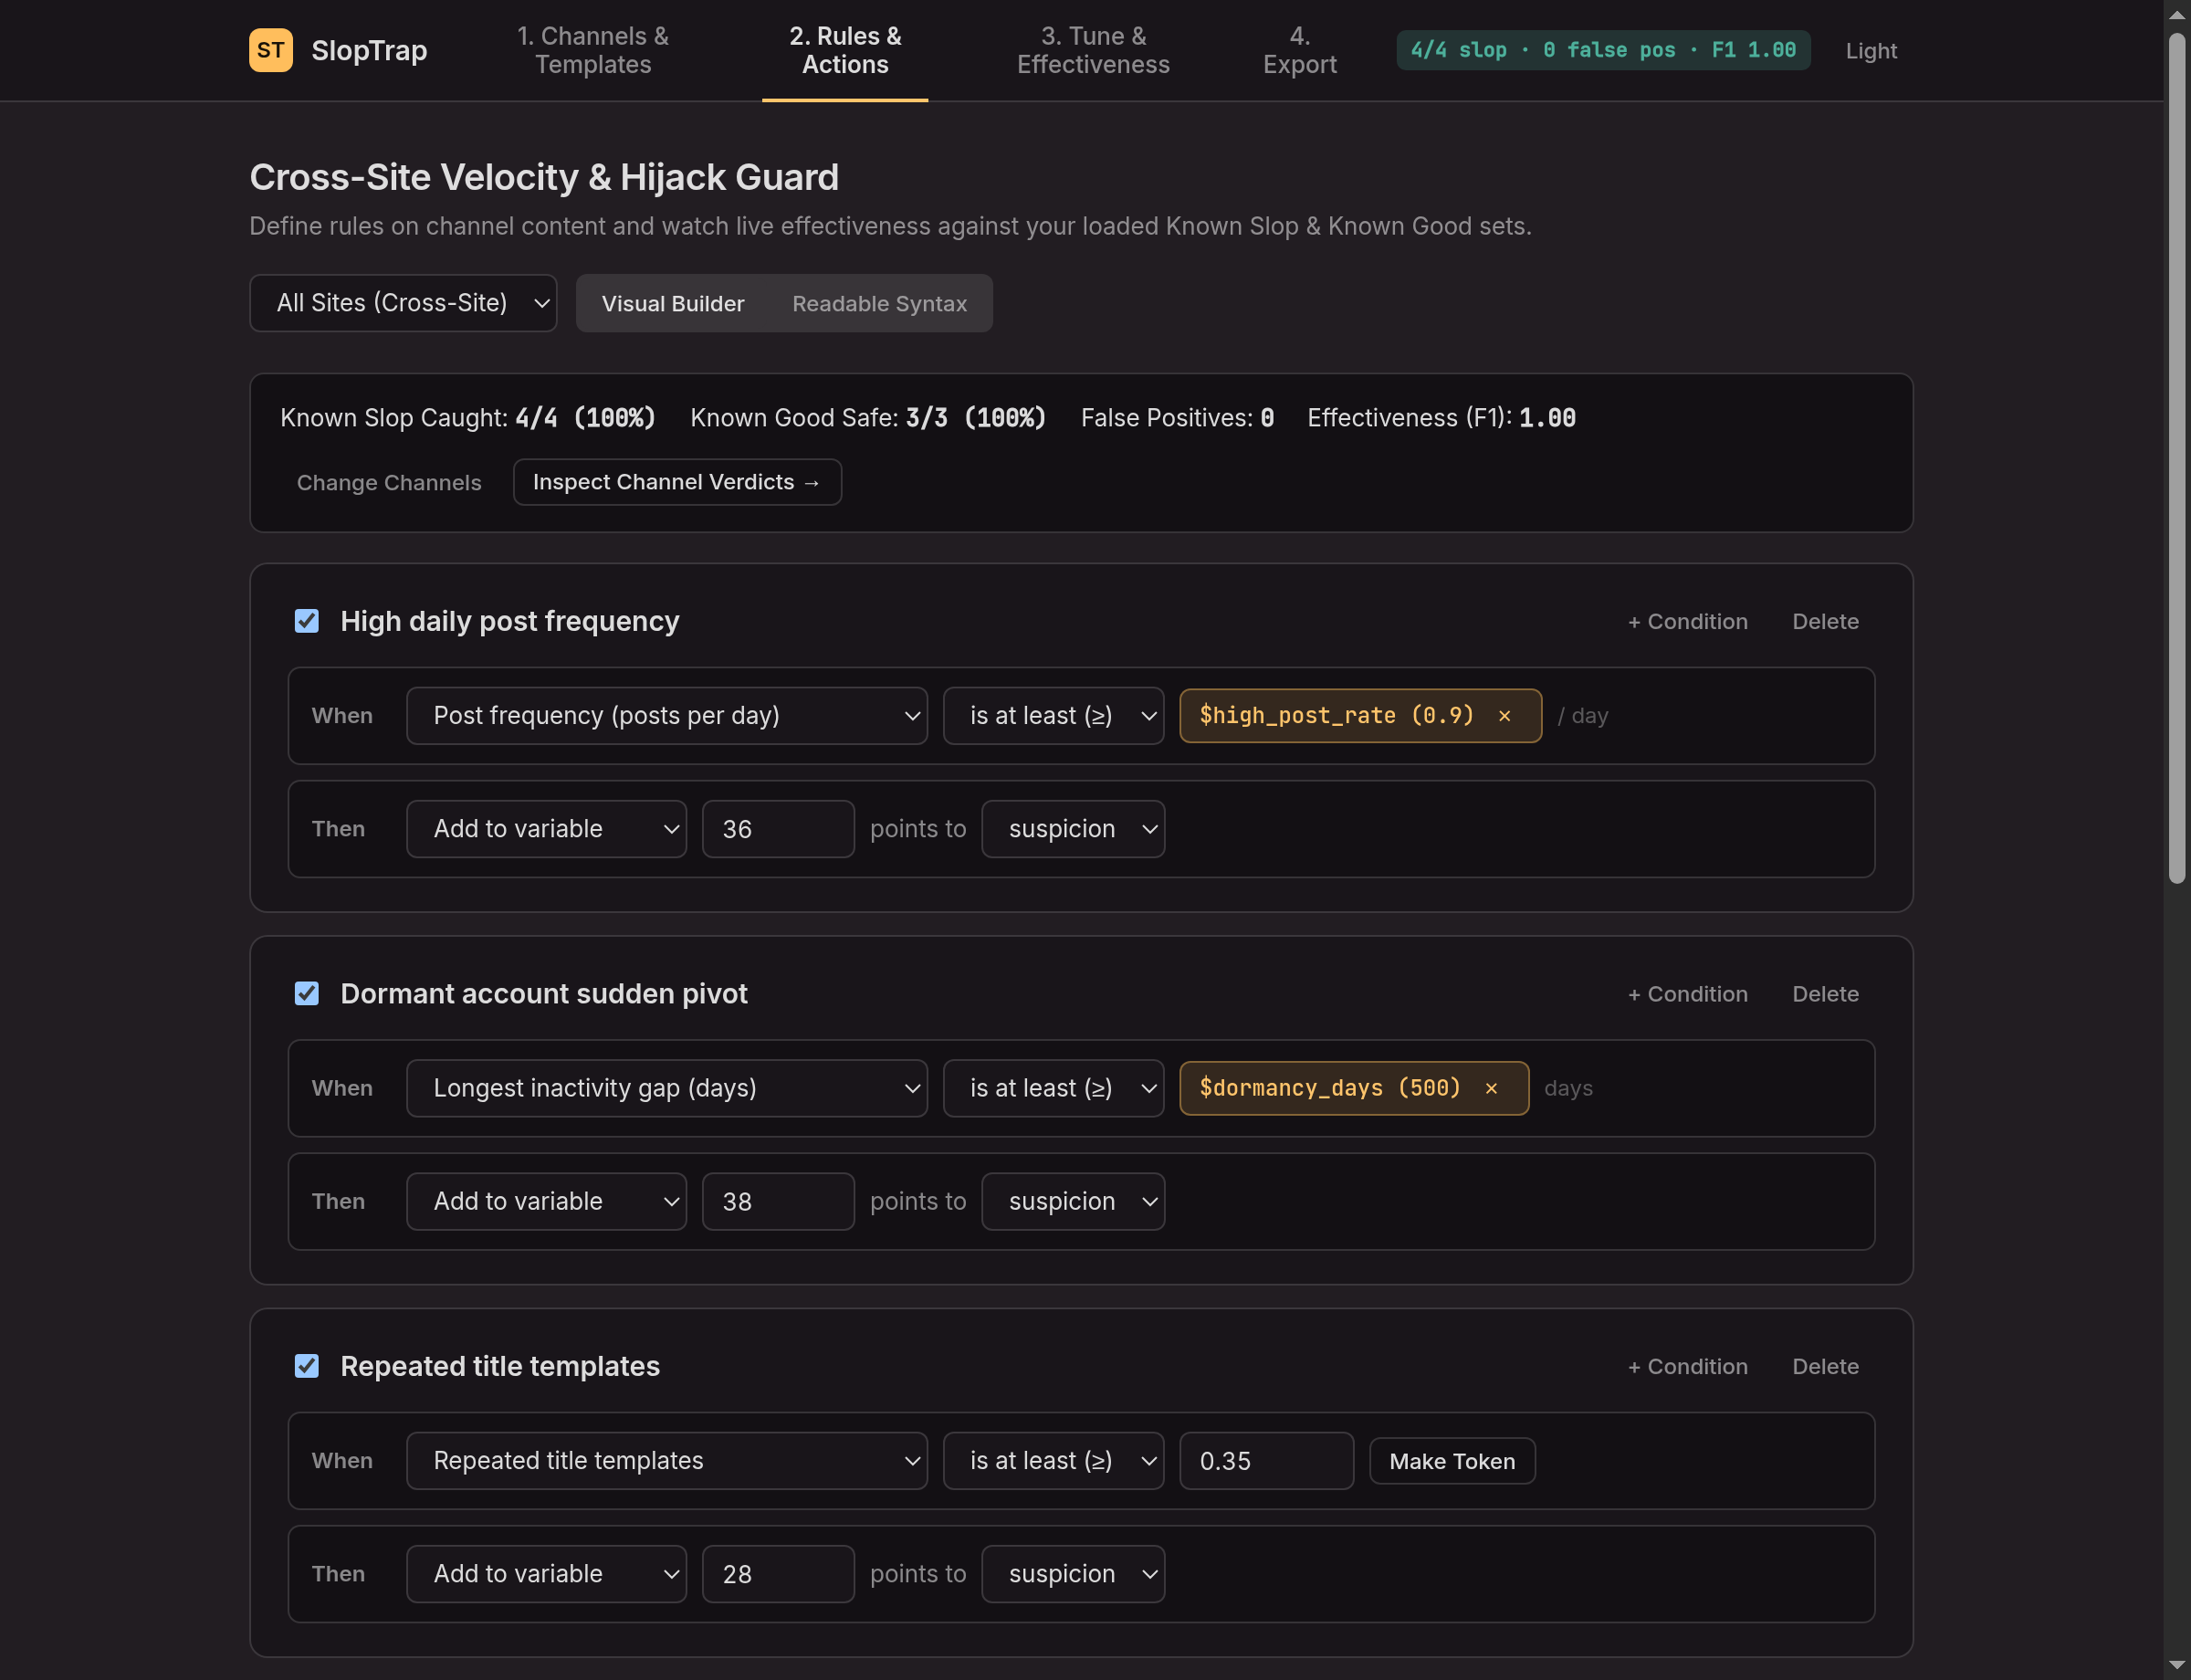 ST SlopTrap
1. Channels &
Templates
2. Rules &
Actions
3. Tune &
Effectiveness
4.
Export
4/4 slop · 0 false pos · F1 1.00
Light
Cross-Site Velocity & Hijack Guard
Define rules on channel content and watch live effectiveness against your loaded Known Slop & Known Good sets.
All Sites (Cross-Site) Visual Builder Readable Syntax
Known Slop Caught: 4/4 (100%) Known Good Safe: 3/3 (100%) False Positives: 0 Effectiveness (F1): 1.00
Change Channels Inspect Channel Verdicts →
High daily post frequency + Condition Delete
When Post frequency (posts per day) is at least (≥) $high_post_rate (0.9) × / day
Then Add to variable 36 points to suspicion
Dormant account sudden pivot + Condition Delete
When Longest inactivity gap (days) is at least (≥) $dormancy_days (500) × days
Then Add to variable 38 points to suspicion
Repeated title templates + Condition Delete
When Repeated title templates is at least (≥) 0.35 Make Token
Then Add to variable 28 points to suspicion